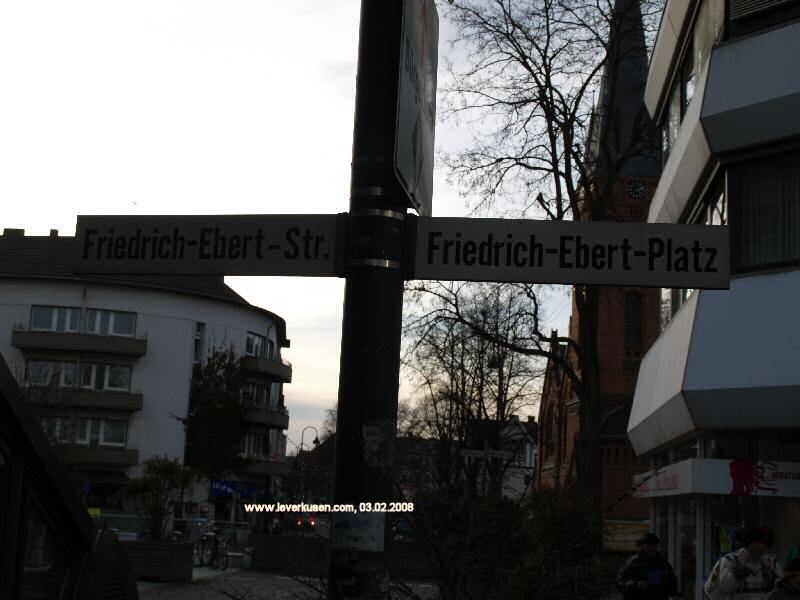 Friedrich-Ebert-Str.
Friedrich-Ebert-Platz
www.leverkusen.com, 03.02.2008